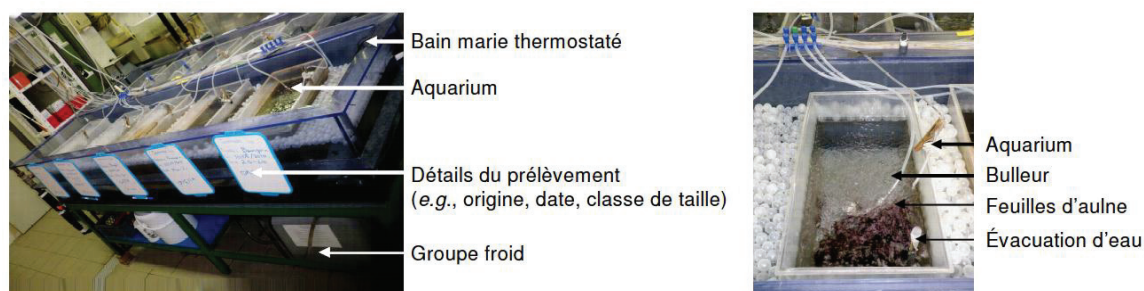 Bain marie thermostaté
Aquarium
Détails du prélèvement
(e.g., origine, date, classe de taille)
Groupe froid
Aquarium
Bulleur
Feuilles d'aulne
Évacuation d'eau